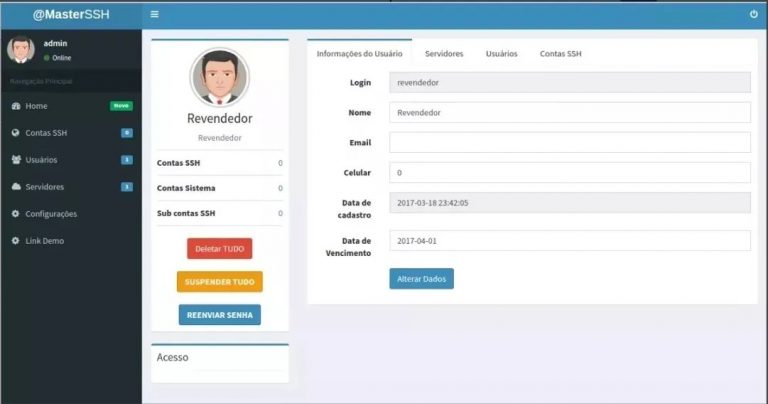 @MasterSSH
admin
Online
Navegação Principal
Home
Novo
Contas SSH
0
Usuários
1
Servidores
1
Configurações
Link Demo
Revendedor
Revendedor
Contas SSH 0
Contas Sistema 0
Sub contas SSH 0
Deletar TUDO
SUSPENDER TUDO
REENVIAR SENHA
Acesso
Informações do Usuário Servidores Usuários Contas SSH
Login revendedor
Nome Revendedor
Email
Celular 0
Data de
cadastro
2017-03-18 23:42:05
Data de
Vencimento
2017-04-01
Alterar Dados